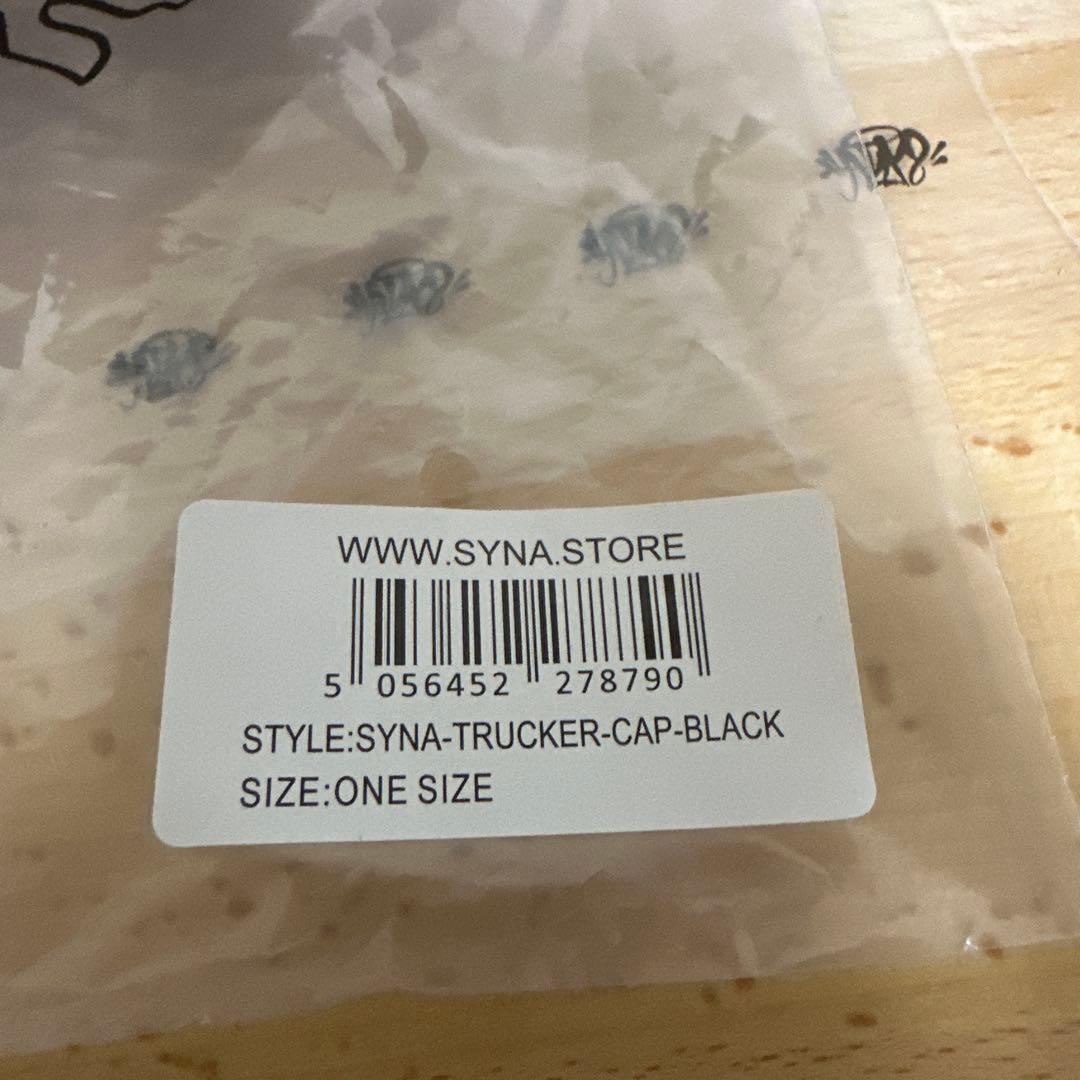 WWW.SYNA.STORE
5 056452 278790
STYLE:SYNA-TRUCKER-CAP-BLACK
SIZE:ONE SIZE